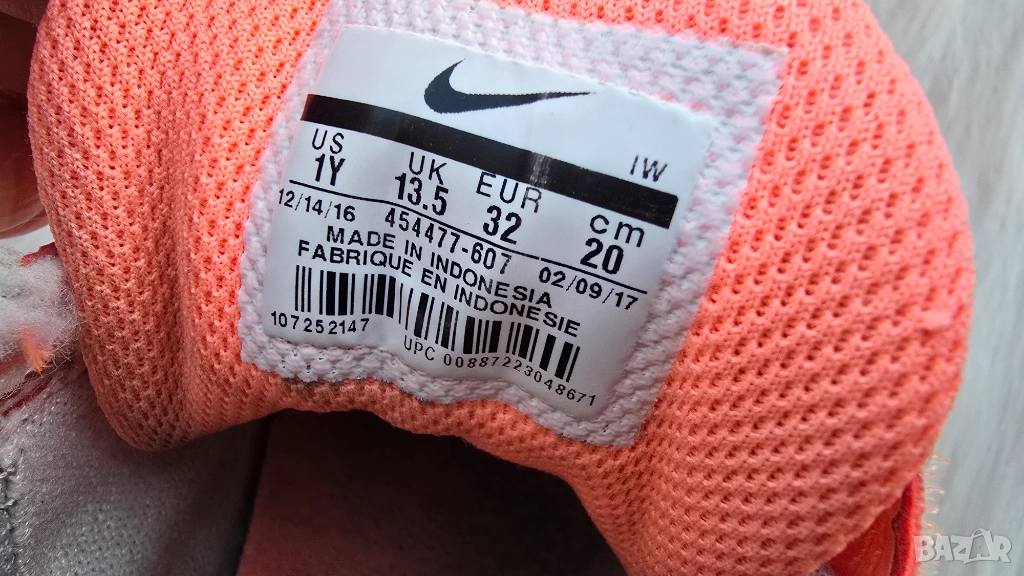 IW
US UK EUR cm
1Y 13.5 32 20
12/14/16 454477-607 02/09/17
MADE IN INDONESIA
FABRIQUE EN INDONESIE
107252147
UPC 00887223048671
BAZAR